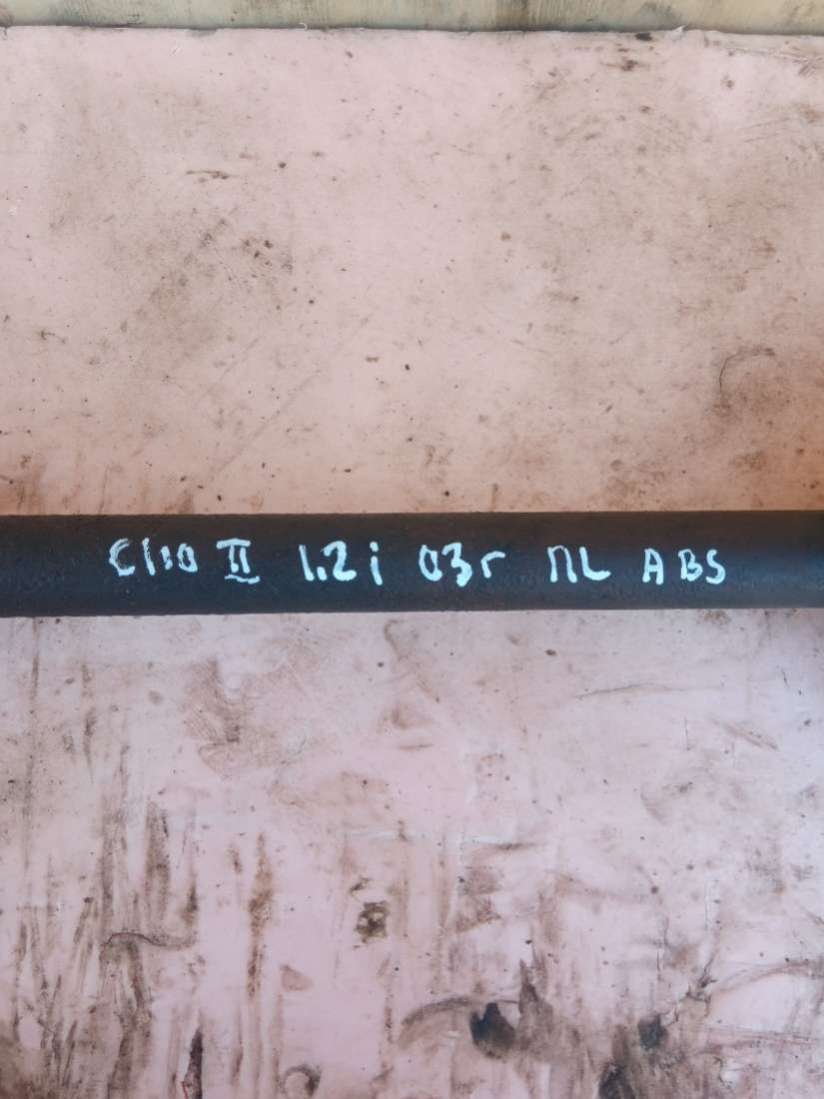 Clio II 1.2i 03г ПL ABS